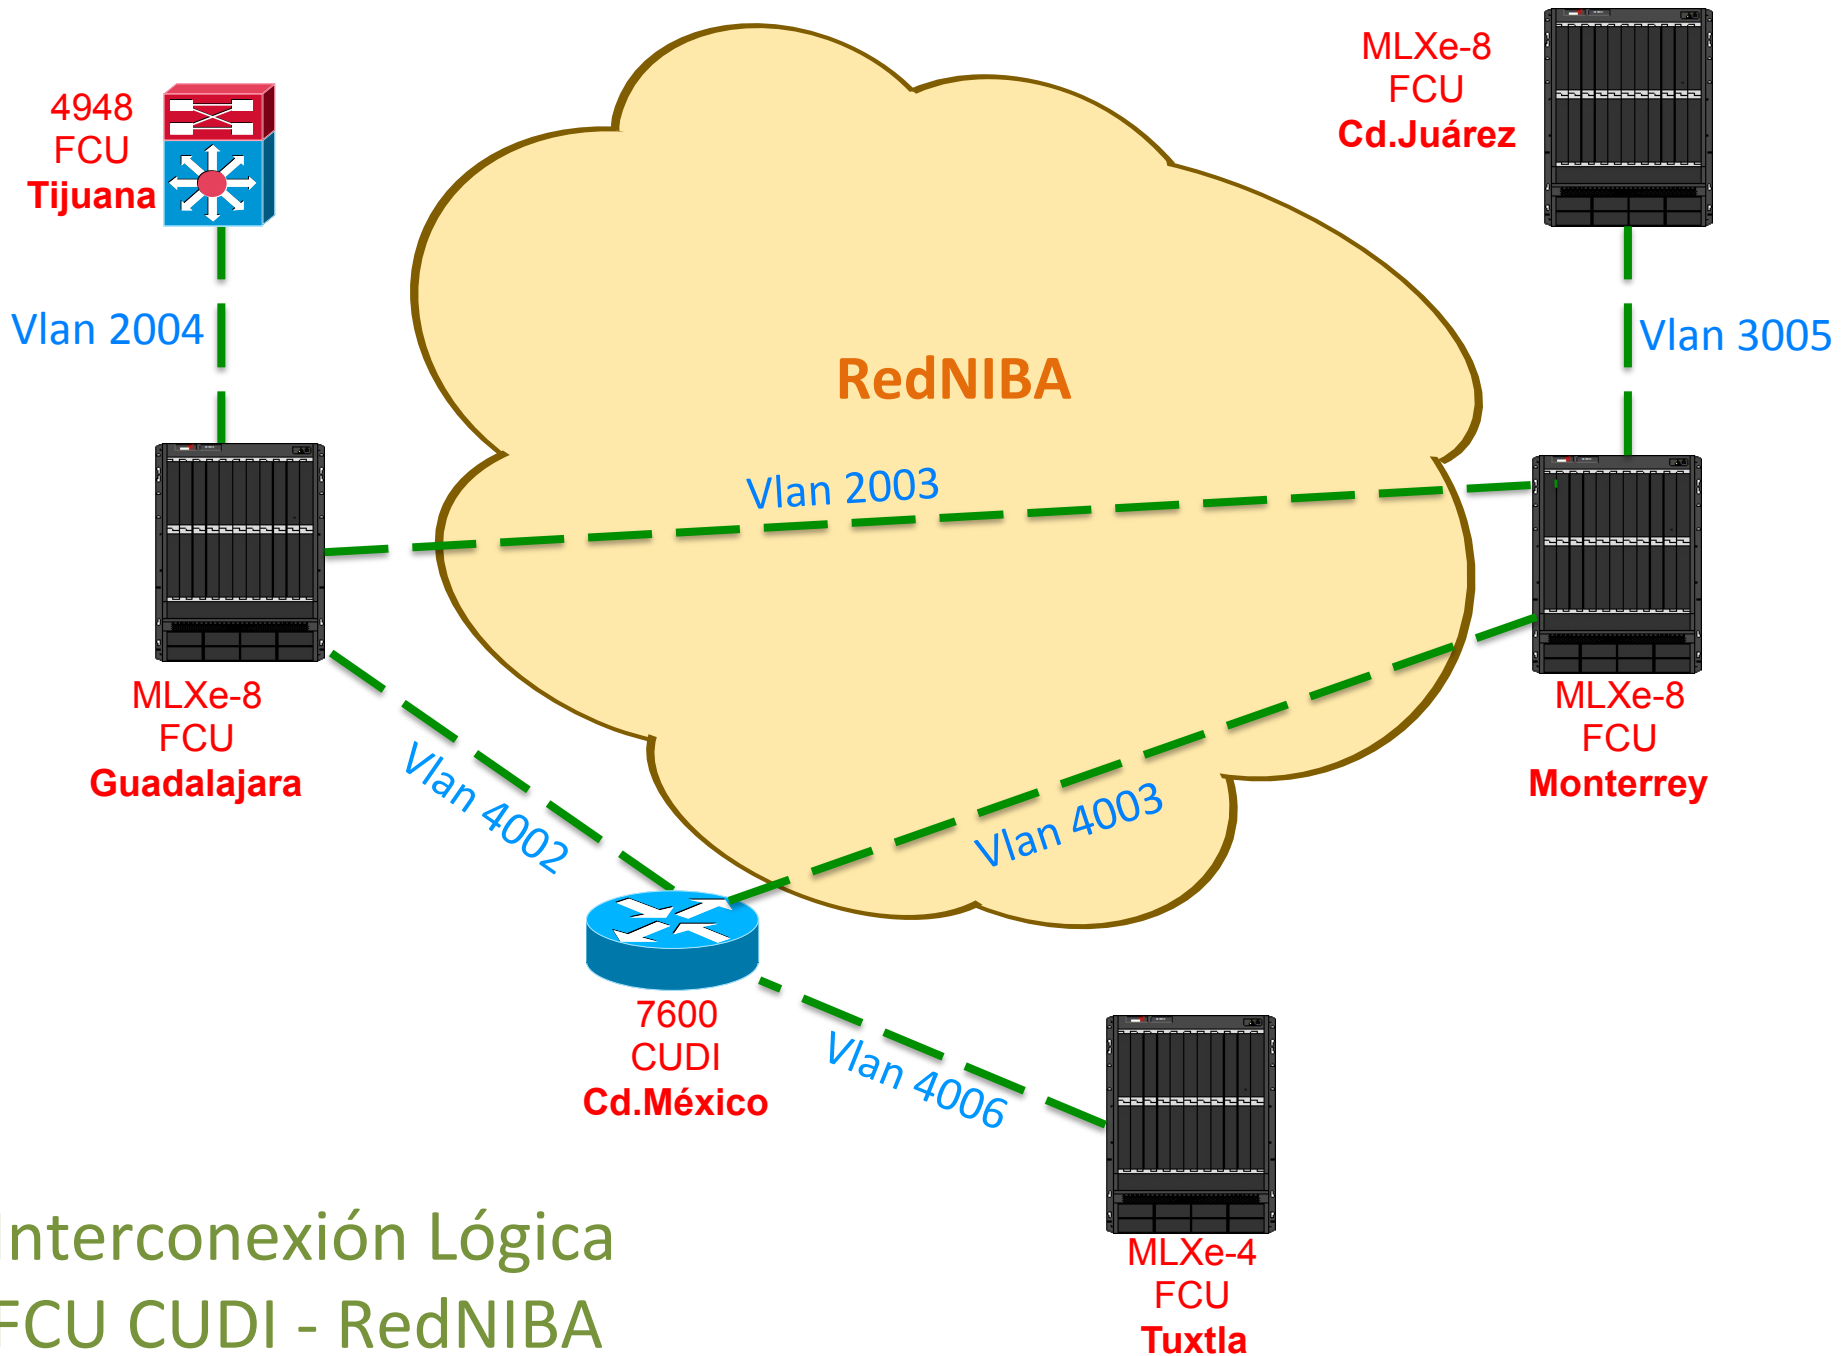 MLXe-8
FCU
Cd.Juárez
4948
FCU
Tijuana
Vlan 2004
Vlan 3005
RedNIBA
Vlan 2003
MLXe-8
FCU
Guadalajara
MLXe-8
FCU
Monterrey
Vlan 4002
Vlan 4003
7600
CUDI
Cd.México
Vlan 4006
Interconexión Lógica
FCU CUDI - RedNIBA
MLXe-4
FCU
Tuxtla